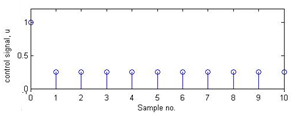 control signal, u
1
0.5
0
0 1 2 3 4 5 6 7 8 9 10
Sample no.